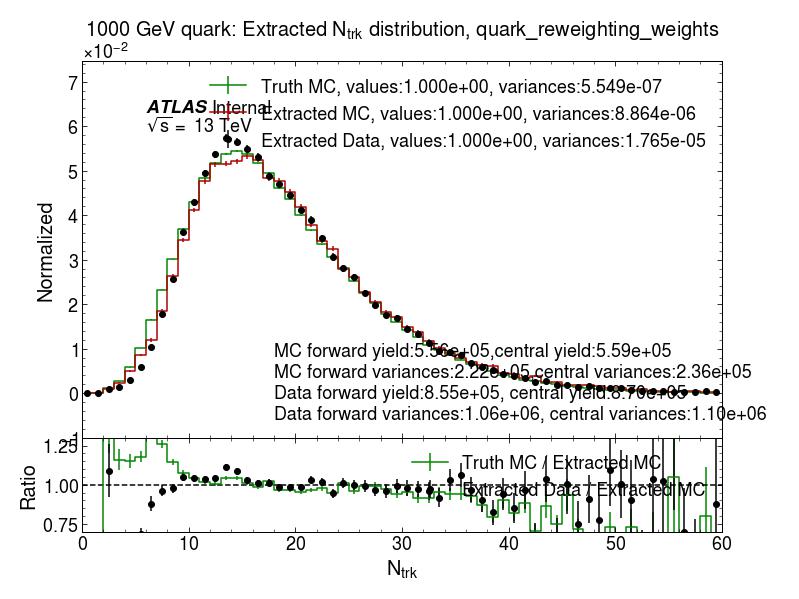 1000 GeV quark: Extracted Ntrk distribution, quark_reweighting_weights
×10−2
Truth MC, values:1.000e+00, variances:5.549e-07
ATLAS Internal
Extracted MC, values:1.000e+00, variances:8.864e-06
√s = 13 TeV
Extracted Data, values:1.000e+00, variances:1.765e-05
7
6
5
4
3
2
1
0
Normalized
MC forward yield:5.56e+05,central yield:5.59e+05
MC forward variances:2.22e+05,central variances:2.36e+05
Data forward yield:8.55e+05, central yield:8.79e+05
Data forward variances:1.06e+06, central variances:1.10e+06
1.25
1.00
0.75
Ratio
Truth MC / Extracted MC
Extracted Data / Extracted MC
0 10 20 30 40 50 60
Ntrk